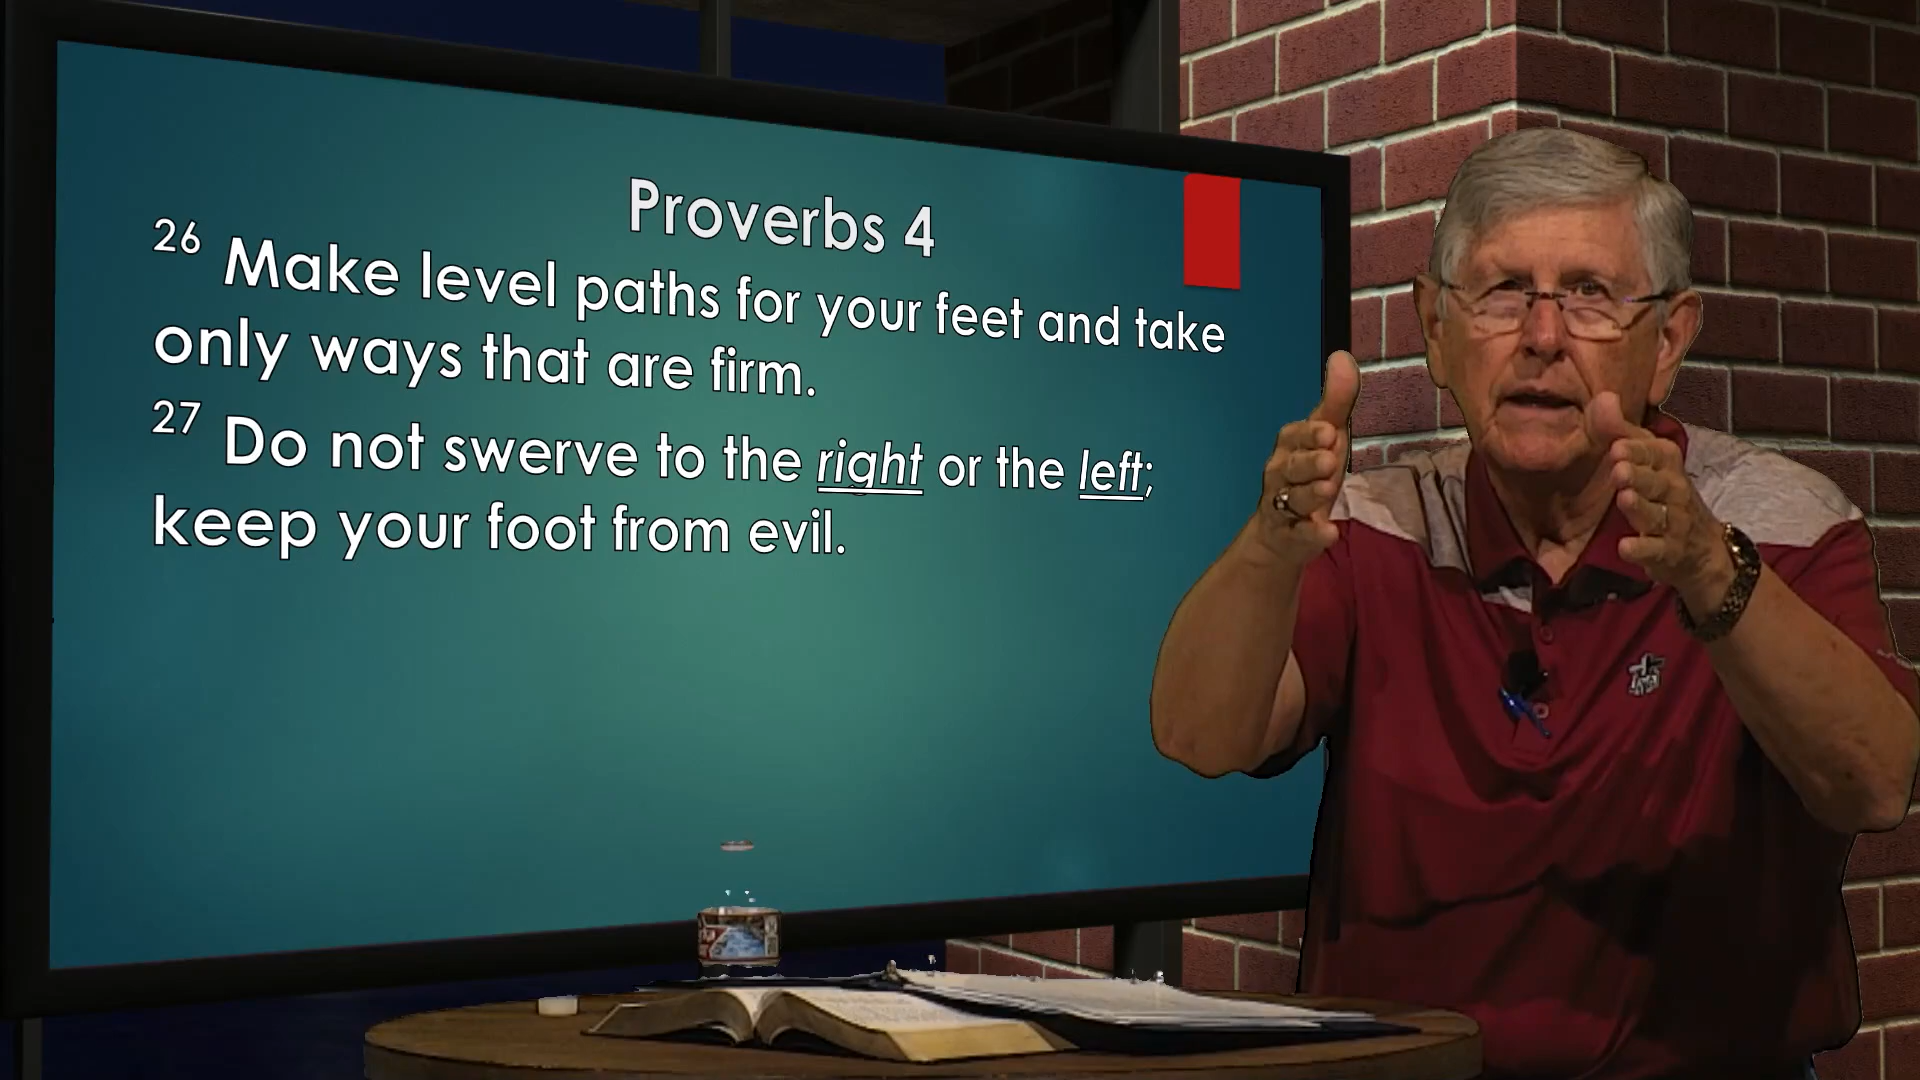 Proverbs 4
26 Make level paths for your feet and take
only ways that are firm.
27 Do not swerve to the right or the left;
keep your foot from evil.